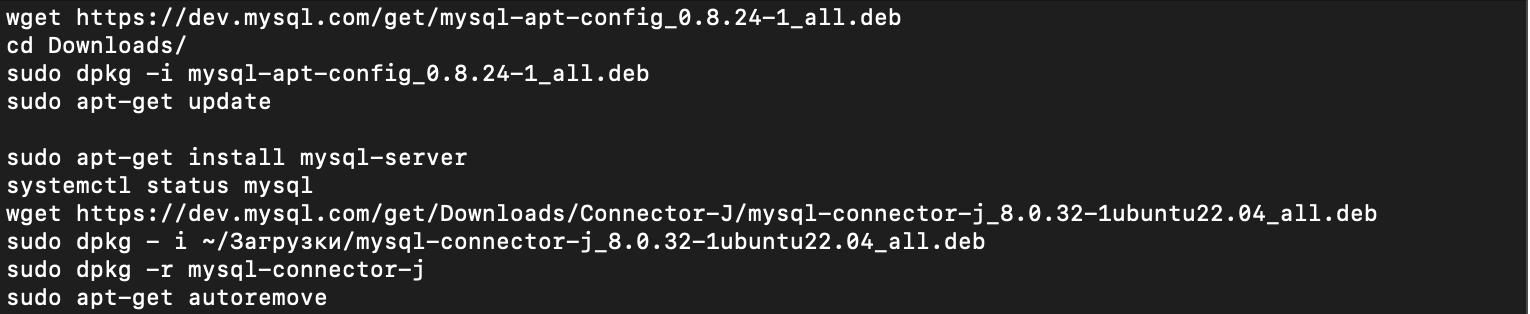 wget https://dev.mysql.com/get/mysql-apt-config_0.8.24-1_all.deb
cd Downloads/
sudo dpkg -i mysql-apt-config_0.8.24-1_all.deb
sudo apt-get update
sudo apt-get install mysql-server
systemctl status mysql
wget https://dev.mysql.com/get/Downloads/Connector-J/mysql-connector-j_8.0.32-1ubuntu22.04_all.deb
sudo dpkg - i ~/Загрузки/mysql-connector-j_8.0.32-1ubuntu22.04_all.deb
sudo dpkg -r mysql-connector-j
sudo apt-get autoremove